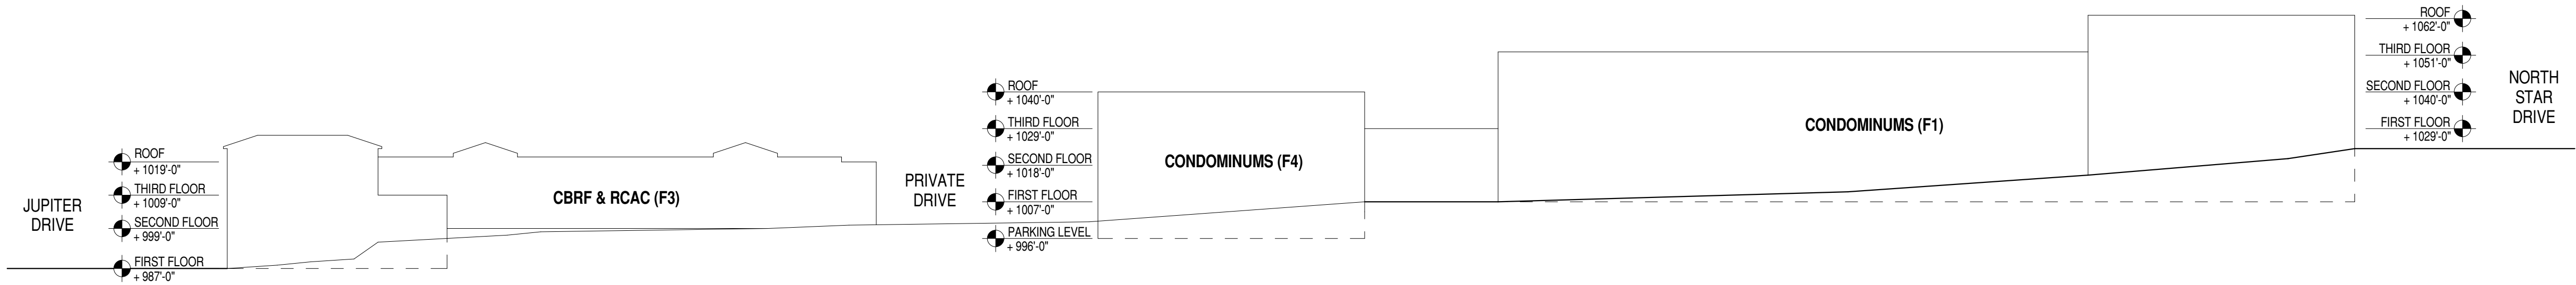 JUPITER
DRIVE
ROOF
+ 1019'-0"
THIRD FLOOR
+ 1009'-0"
SECOND FLOOR
+ 999'-0"
FIRST FLOOR
+ 987'-0"
CBRF & RCAC (F3)
PRIVATE
DRIVE
ROOF
+ 1040'-0"
THIRD FLOOR
+ 1029'-0"
SECOND FLOOR
+ 1018'-0"
FIRST FLOOR
+ 1007'-0"
PARKING LEVEL
+ 996'-0"
CONDOMINUMS (F4)
CONDOMINUMS (F1)
ROOF
+ 1062'-0"
THIRD FLOOR
+ 1051'-0"
SECOND FLOOR
+ 1040'-0"
FIRST FLOOR
+ 1029'-0"
NORTH
STAR
DRIVE